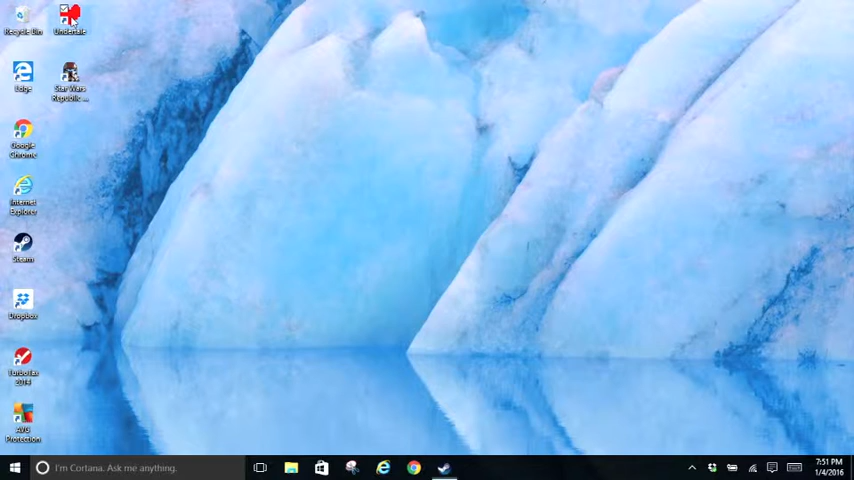 Recycle Bin
Undertale
Edge
Star Wars
Republic ...
Google
Chrome
Internet
Explorer
Steam
Dropbox
TurboTax
2014
AVG
Protection
I'm Cortana. Ask me anything.
7:51 PM
1/4/2016